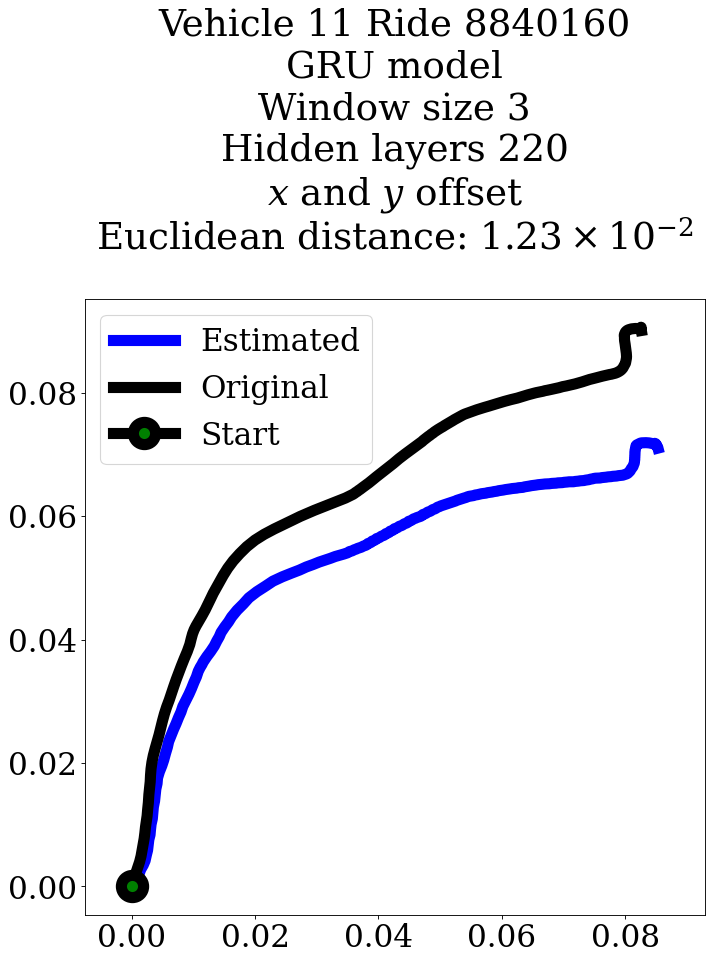 Vehicle 11 Ride 8840160
GRU model
Window size 3
Hidden layers 220
x and y offset
Euclidean distance: 1.23 × 10⁻²
Estimated
Original
Start
0.08
0.06
0.04
0.02
0.00
0.00 0.02 0.04 0.06 0.08